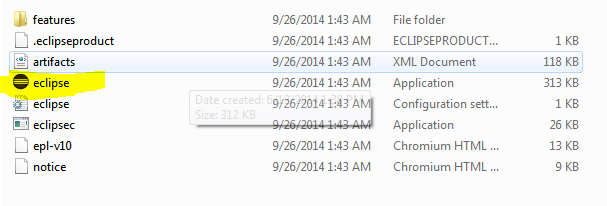 features 9/26/2014 1:43 AM File folder
.eclipseproduct 9/26/2014 1:43 AM ECLIPSEPRODUCT... 1 KB
artifacts 9/26/2014 1:43 AM XML Document 118 KB
eclipse 9/26/2014 1:43 AM Application 313 KB
Date created:
eclipse 9/26/2014 1:43 AM Configuration sett... 1 KB
Size: 312 KB
eclipsec 9/26/2014 1:43 AM Application 26 KB
epl-v10 9/26/2014 1:43 AM Chromium HTML ... 13 KB
notice 9/26/2014 1:43 AM Chromium HTML ... 9 KB